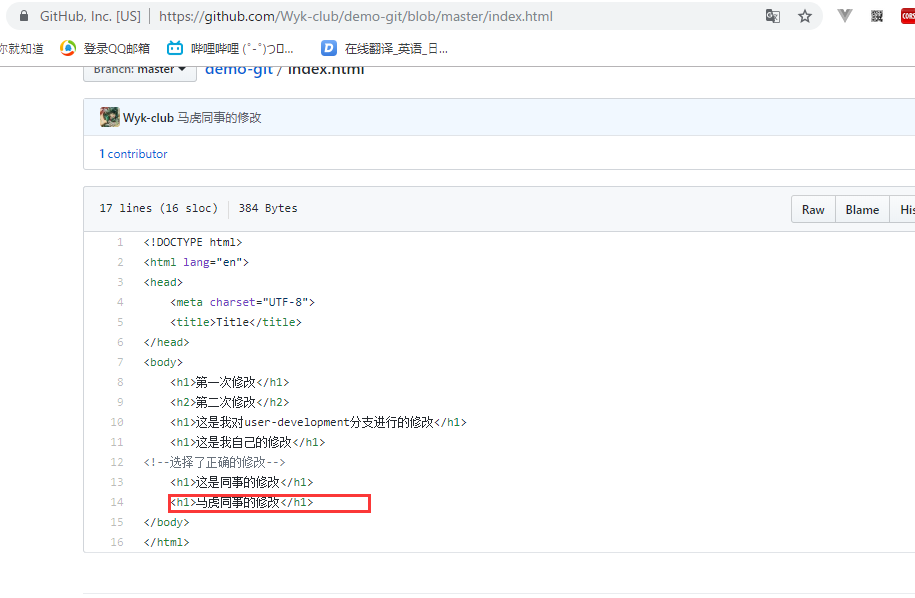 GitHub, Inc. [US] | https://github.com/Wyk-club/demo-git/blob/master/index.html
你就知道 登录QQ邮箱 哔哩哔哩 (゜-゜)つロ... 在线翻译_英语_日...
Branch: master demo-git / index.html
Wyk-club 马虎同事的修改
1 contributor
17 lines (16 sloc) 384 Bytes Raw Blame His
1 <!DOCTYPE html>
2 <html lang="en">
3 <head>
4 <meta charset="UTF-8">
5 <title>Title</title>
6 </head>
7 <body>
8 <h1>第一次修改</h1>
9 <h2>第二次修改</h2>
10 <h1>这是我对user-development分支进行的修改</h1>
11 <h1>这是我自己的修改</h1>
12 <!--选择了正确的修改-->
13 <h1>这是同事的修改</h1>
14 <h1>马虎同事的修改</h1>
15 </body>
16 </html>